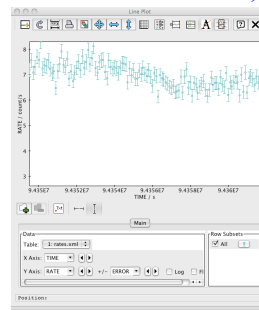 Line Plot
8
7
6
5
4
3
RATE / count/s
9.435E7 9.4352E7 9.4354E7 9.4356E7 9.4358E7 9.436E7
TIME / s
Main
Data
Row Subsets
Table: 1: rates.xml
All
X Axis: TIME
Y Axis: RATE +/- ERROR Log Fl
Position: